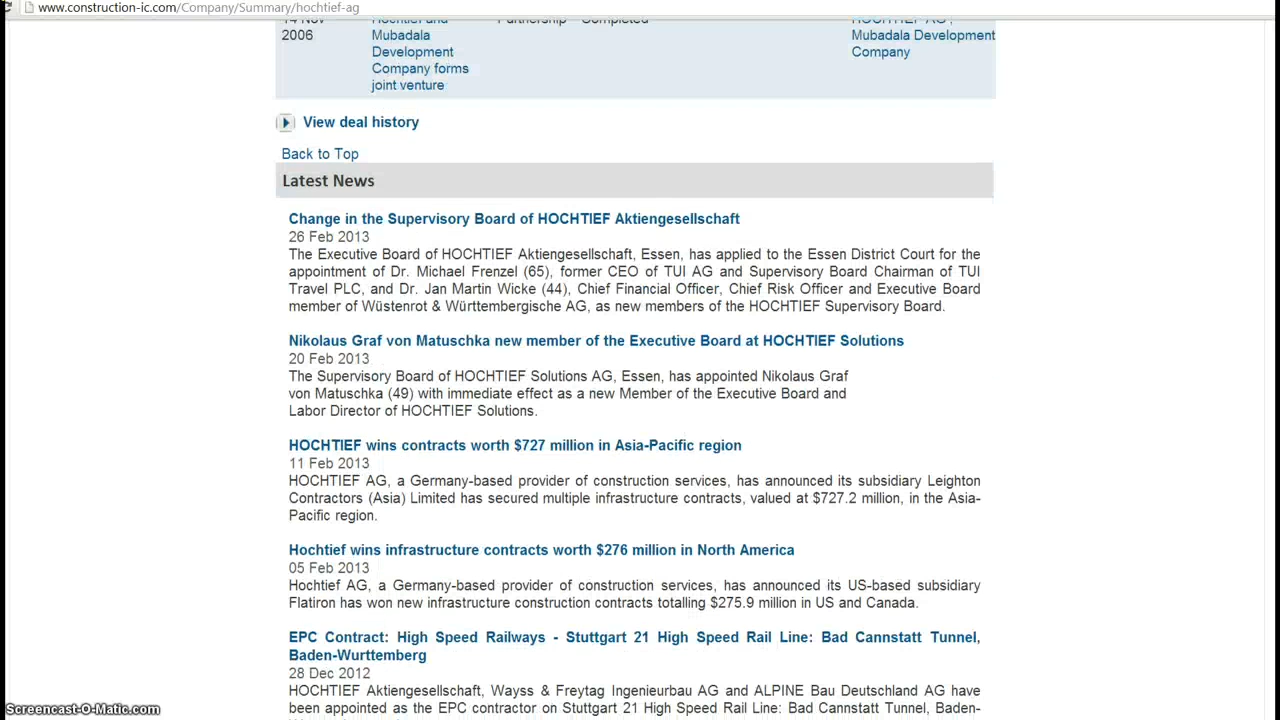 www.construction-ic.com/Company/Summary/hochtief-ag
14 Nov Hochtief and Partnership Completed HOCHTIEF AG ,
2006 Mubadala Mubadala Development
Development Company
Company forms
joint venture
View deal history
Back to Top
Latest News
Change in the Supervisory Board of HOCHTIEF Aktiengesellschaft
26 Feb 2013
The Executive Board of HOCHTIEF Aktiengesellschaft, Essen, has applied to the Essen District Court for the
appointment of Dr. Michael Frenzel (65), former CEO of TUI AG and Supervisory Board Chairman of TUI
Travel PLC, and Dr. Jan Martin Wicke (44), Chief Financial Officer, Chief Risk Officer and Executive Board
member of Wüstenrot & Württembergische AG, as new members of the HOCHTIEF Supervisory Board.
Nikolaus Graf von Matuschka new member of the Executive Board at HOCHTIEF Solutions
20 Feb 2013
The Supervisory Board of HOCHTIEF Solutions AG, Essen, has appointed Nikolaus Graf
von Matuschka (49) with immediate effect as a new Member of the Executive Board and
Labor Director of HOCHTIEF Solutions.
HOCHTIEF wins contracts worth $727 million in Asia-Pacific region
11 Feb 2013
HOCHTIEF AG, a Germany-based provider of construction services, has announced its subsidiary Leighton
Contractors (Asia) Limited has secured multiple infrastructure contracts, valued at $727.2 million, in the Asia-
Pacific region.
Hochtief wins infrastructure contracts worth $276 million in North America
05 Feb 2013
Hochtief AG, a Germany-based provider of construction services, has announced its US-based subsidiary
Flatiron has won new infrastructure construction contracts totalling $275.9 million in US and Canada.
EPC Contract: High Speed Railways - Stuttgart 21 High Speed Rail Line: Bad Cannstatt Tunnel,
Baden-Wurttemberg
28 Dec 2012
HOCHTIEF Aktiengesellschaft, Wayss & Freytag Ingenieurbau AG and ALPINE Bau Deutschland AG have
been appointed as the EPC contractor on Stuttgart 21 High Speed Rail Line: Bad Cannstatt Tunnel, Baden-
Screencast-O-Matic.com